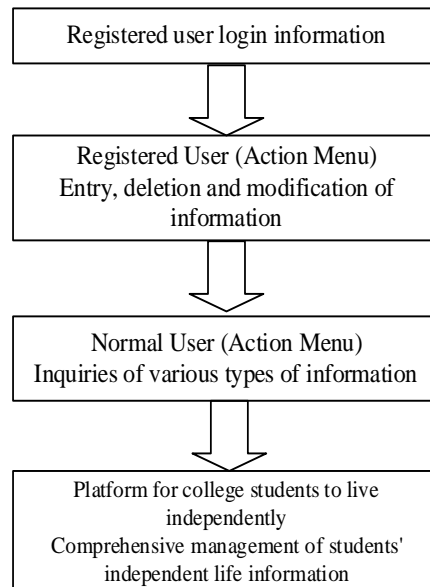 Registered user login information
Registered User (Action Menu)
Entry, deletion and modification of
information
Normal User (Action Menu)
Inquiries of various types of information
Platform for college students to live
independently
Comprehensive management of students'
independent life information